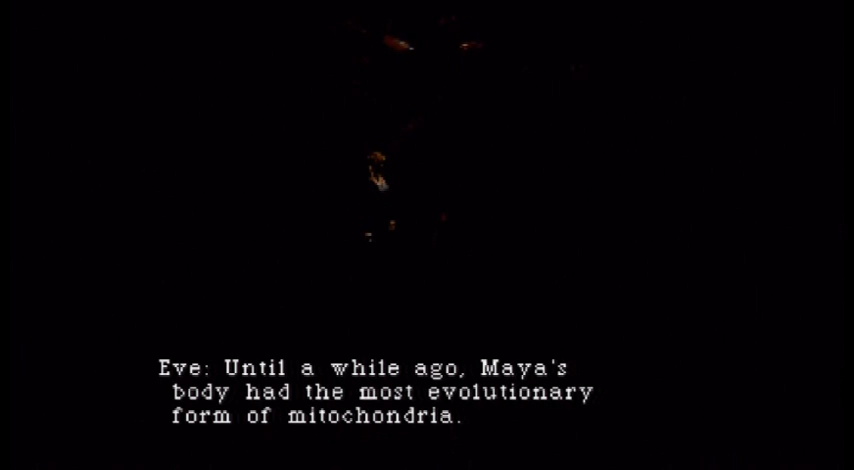 Eve: Until a while ago, Maya's
body had the most evolutionary
form of mitochondria.